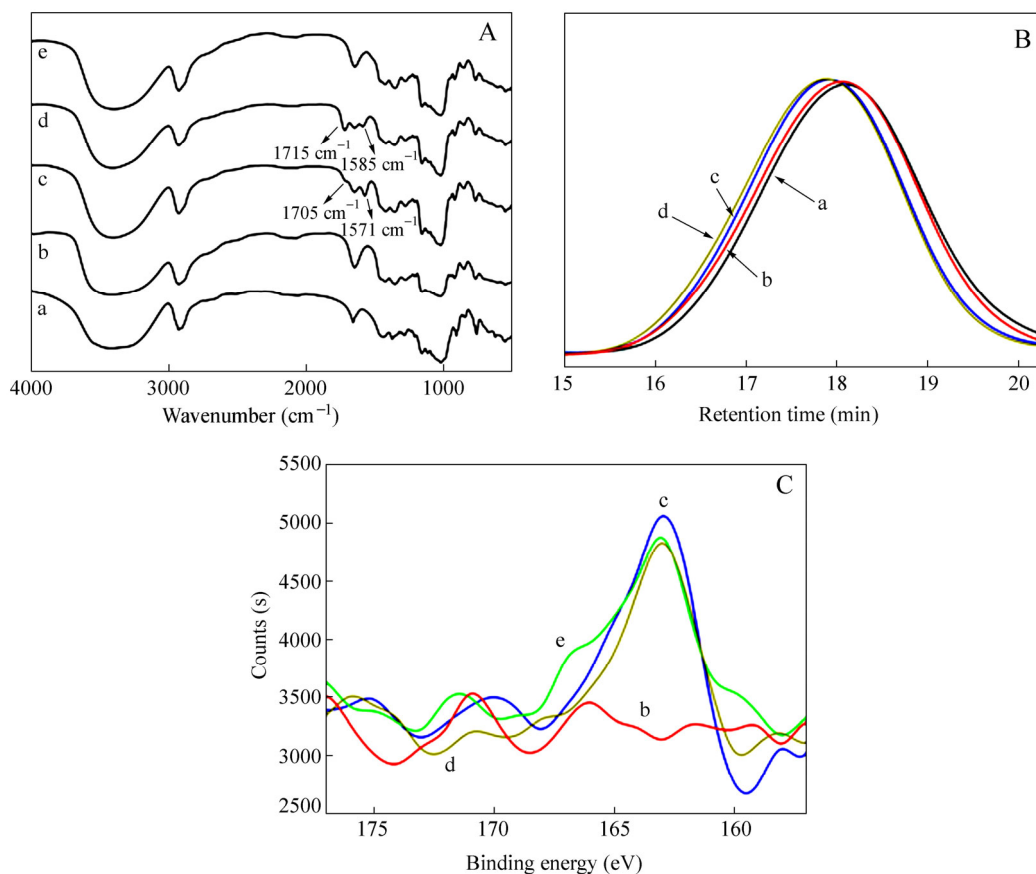 A
e
d
1715 cm⁻¹
1585 cm⁻¹
c
1705 cm⁻¹
1571 cm⁻¹
b
a
4000 3000 2000 1000
Wavenumber (cm⁻¹)
B
c
a
d
b
15 16 17 18 19 20
Retention time (min)
C
5500
5000
4500
4000
3500
3000
2500
Counts (s)
c
e
b
d
175 170 165 160
Binding energy (eV)